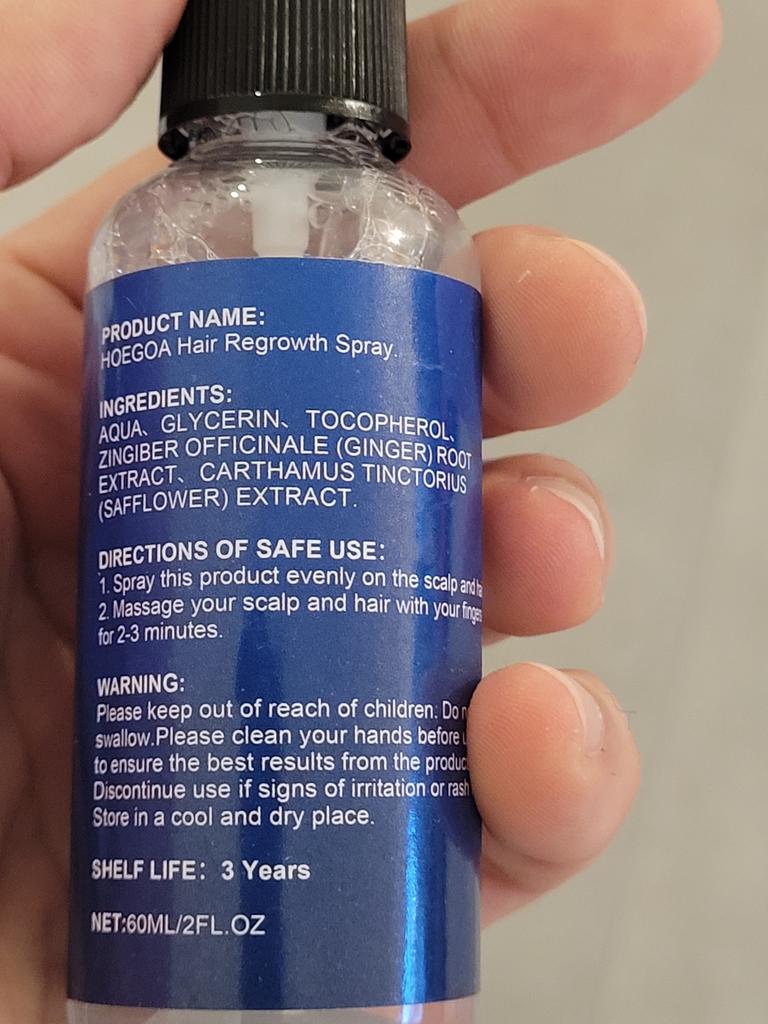 PRODUCT NAME:
HOEGOA Hair Regrowth Spray.
INGREDIENTS:
AQUA、GLYCERIN、TOCOPHEROL、
ZINGIBER OFFICINALE (GINGER) ROOT
EXTRACT、CARTHAMUS TINCTORIUS
(SAFFLOWER) EXTRACT.
DIRECTIONS OF SAFE USE:
1. Spray this product evenly on the scalp and
2. Massage your scalp and hair with your
for 2-3 minutes.
WARNING:
Please keep out of reach of children. Do
swallow.Please clean your hands before
to ensure the best results from the
Discontinue use if signs of irritation or rash
Store in a cool and dry place.
SHELF LIFE: 3 Years
NET:60ML/2FL.OZ